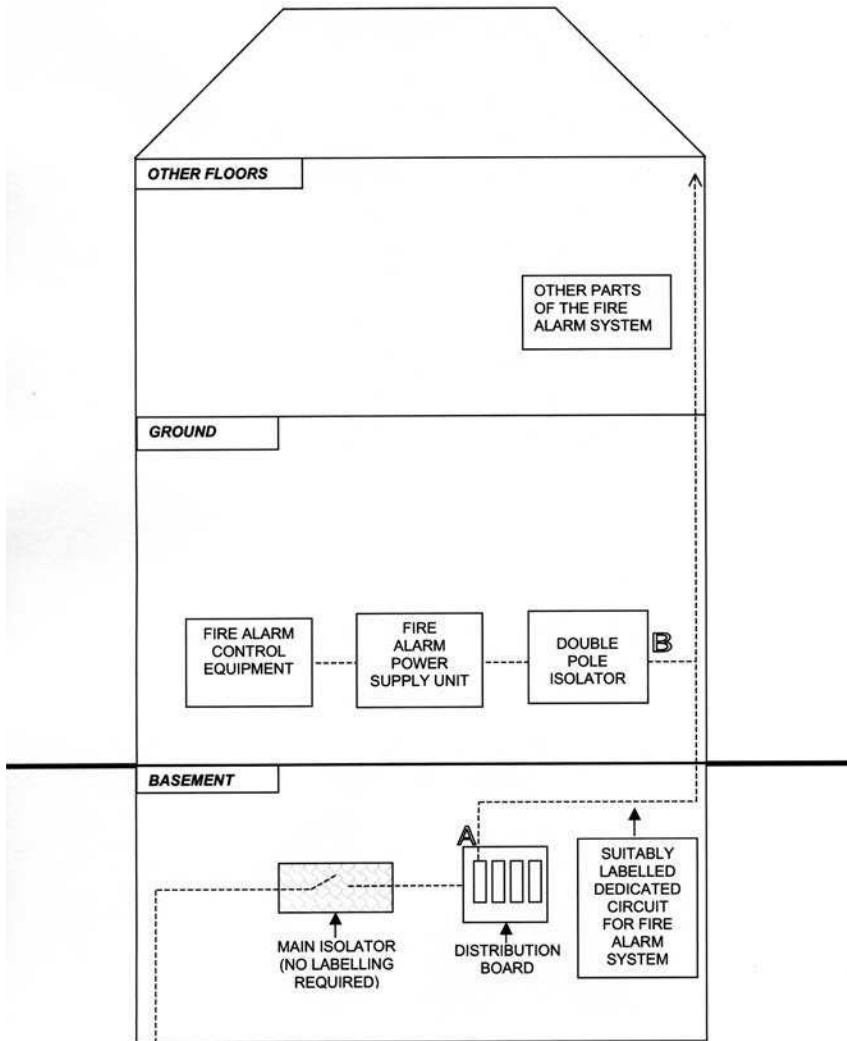 OTHER FLOORS
OTHER PARTS
OF THE FIRE
ALARM SYSTEM
GROUND
FIRE ALARM
CONTROL
EQUIPMENT
FIRE
ALARM
POWER
SUPPLY UNIT
DOUBLE
POLE
ISOLATOR
B
BASEMENT
A
MAIN ISOLATOR
(NO LABELLING
REQUIRED)
DISTRIBUTION
BOARD
SUITABLY
LABELLED
DEDICATED
CIRCUIT
FOR FIRE
ALARM
SYSTEM